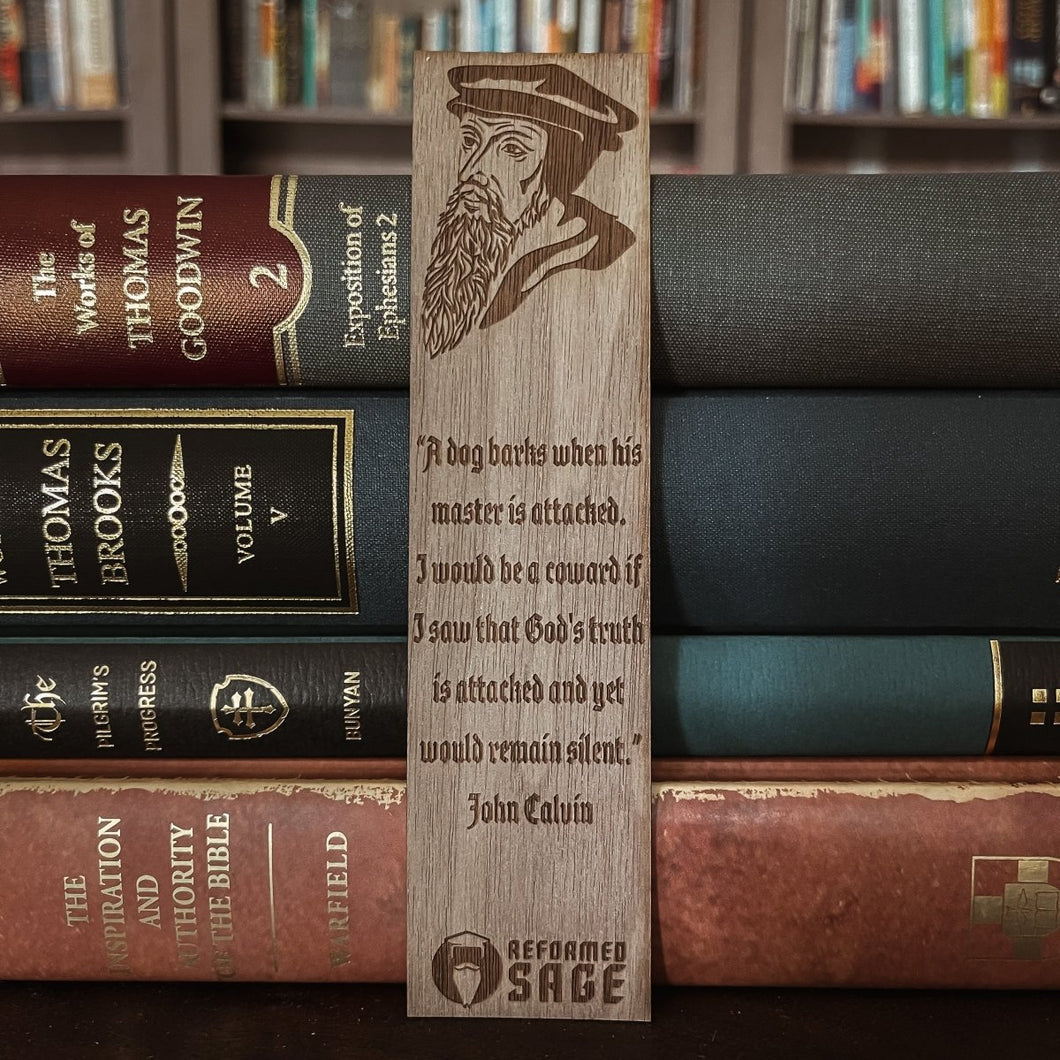 The
Works of
THOMAS
GOODWIN
2
Exposition of
Ephesians 2
THOMAS
BROOKS
VOLUME
V
The
PILGRIM'S
PROGRESS
BUNYAN
THE
INSPIRATION
AND
AUTHORITY
OF THE BIBLE
WARFIELD
“A dog barks when his
master is attacked.
I would be a coward if
I saw that God's truth
is attacked and yet
would remain silent.”
John Calvin
REFORMED
SAGE